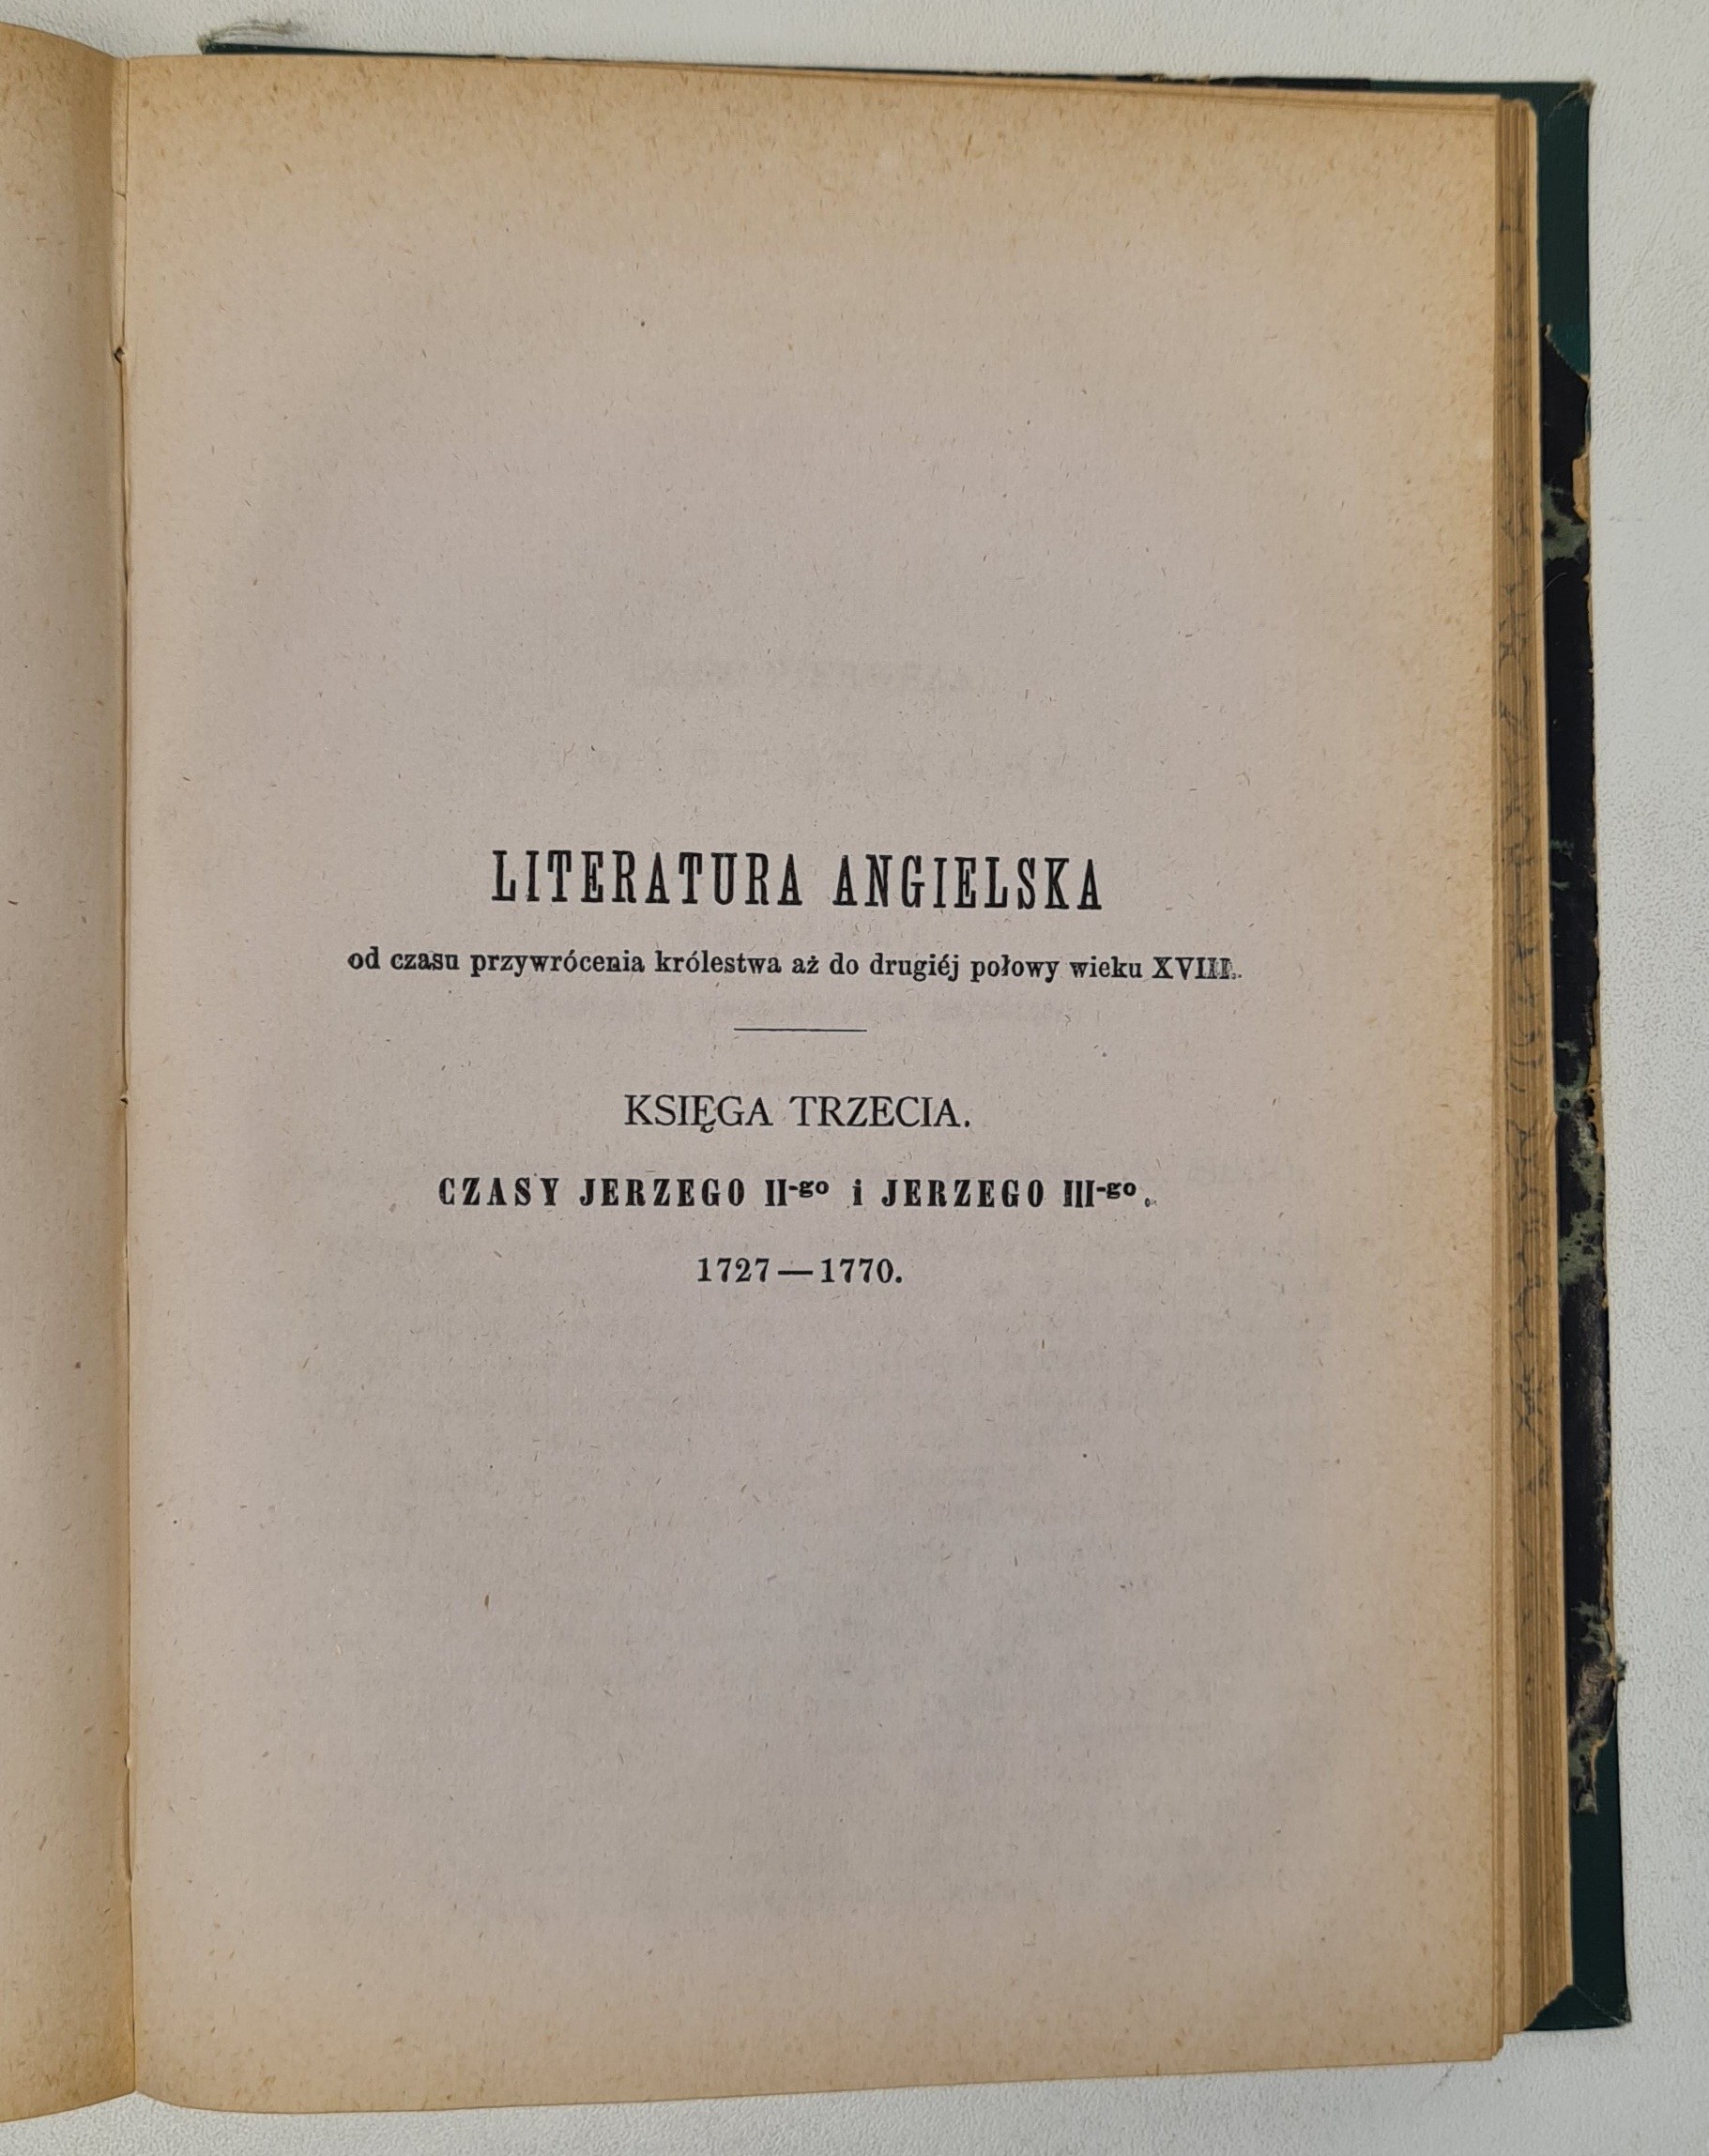 LITERATURA ANGIELSKA
od czasu przywrócenia królestwa aż do drugiéj połowy wieku XVIII.
KSIĘGA TRZECIA.
CZASY JERZEGO II-go i JERZEGO III-go.
1727—1770.